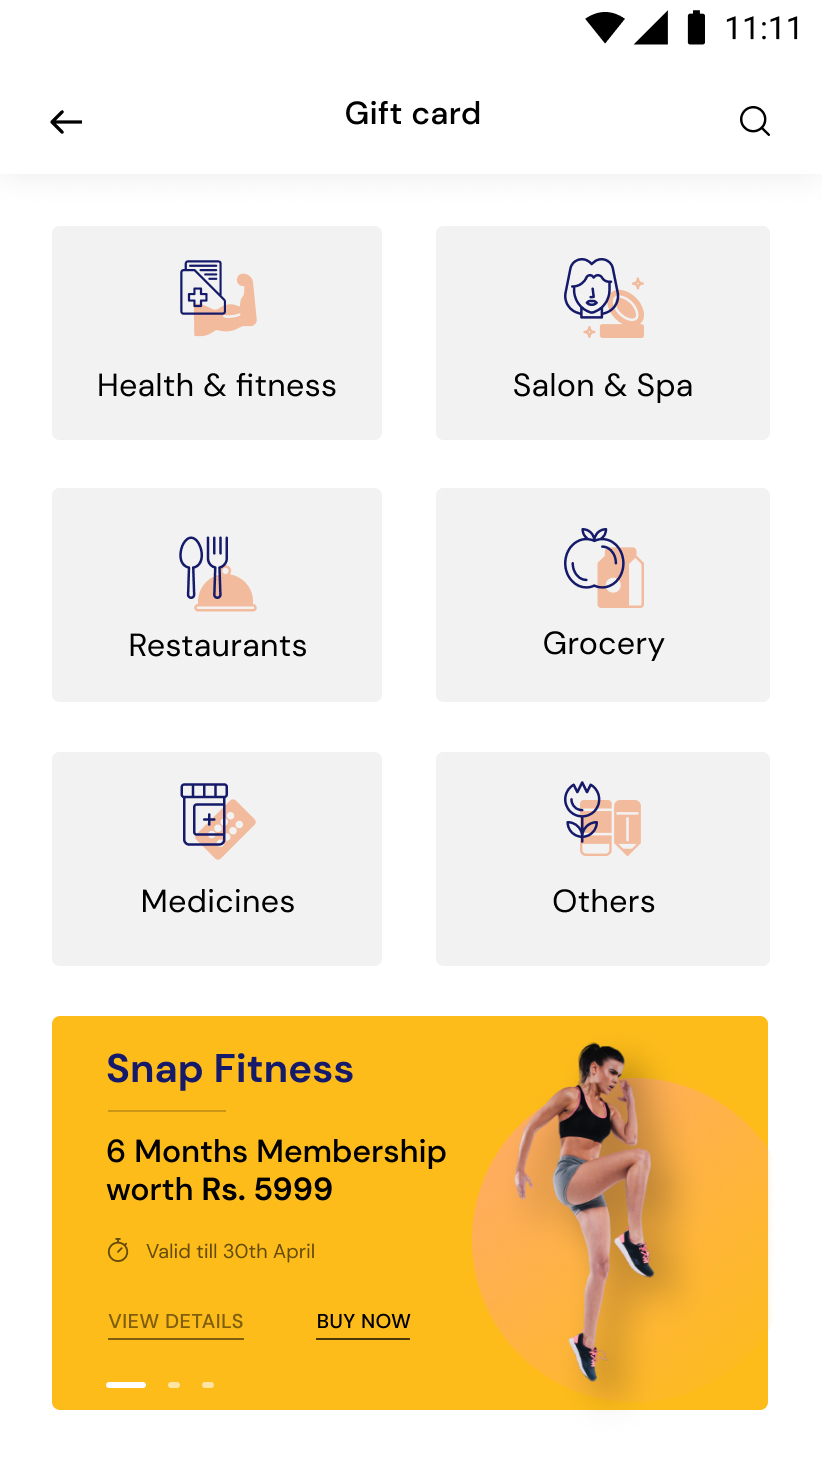 11:11
Gift card
Health & fitness
Salon & Spa
Restaurants
Grocery
Medicines
Others
Snap Fitness
6 Months Membership
worth Rs. 5999
Valid till 30th April
VIEW DETAILS
BUY NOW